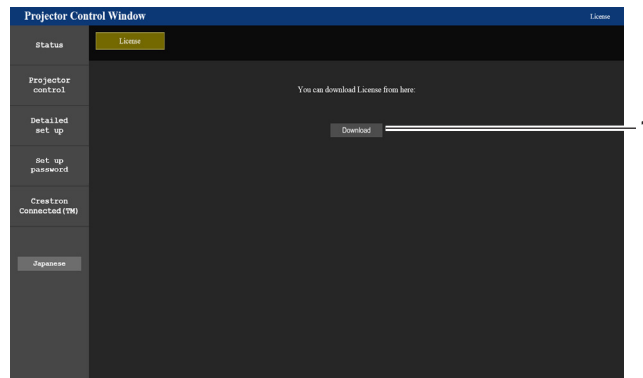 Projector Control Window
License
Status
License
Projector
control
You can download License from here:
Detailed
set up
Download
Set up
password
Crestron
Connected(TM)
Japanese